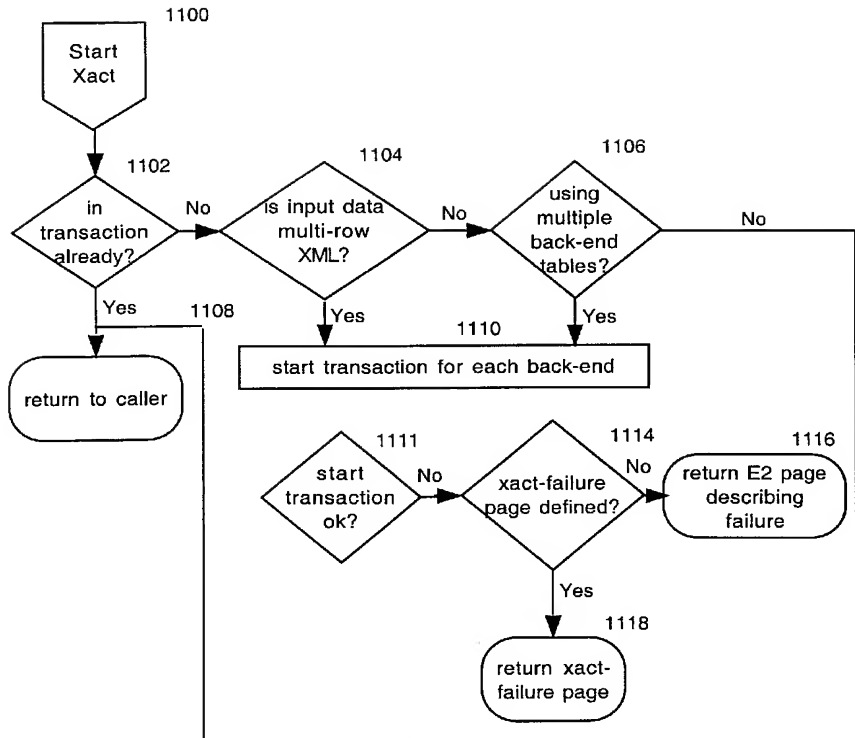 1100
Start
Xact
1102
in
transaction
already?
No
1104
is input data
multi-row
XML?
No
1106
using
multiple
back-end
tables?
No
Yes
1108
Yes
1110
Yes
start transaction for each back-end
return to caller
1111
start
transaction
ok?
No
1114
xact-failure
page defined?
No
1116
return E2 page
describing
failure
Yes
1118
return xact-
failure page